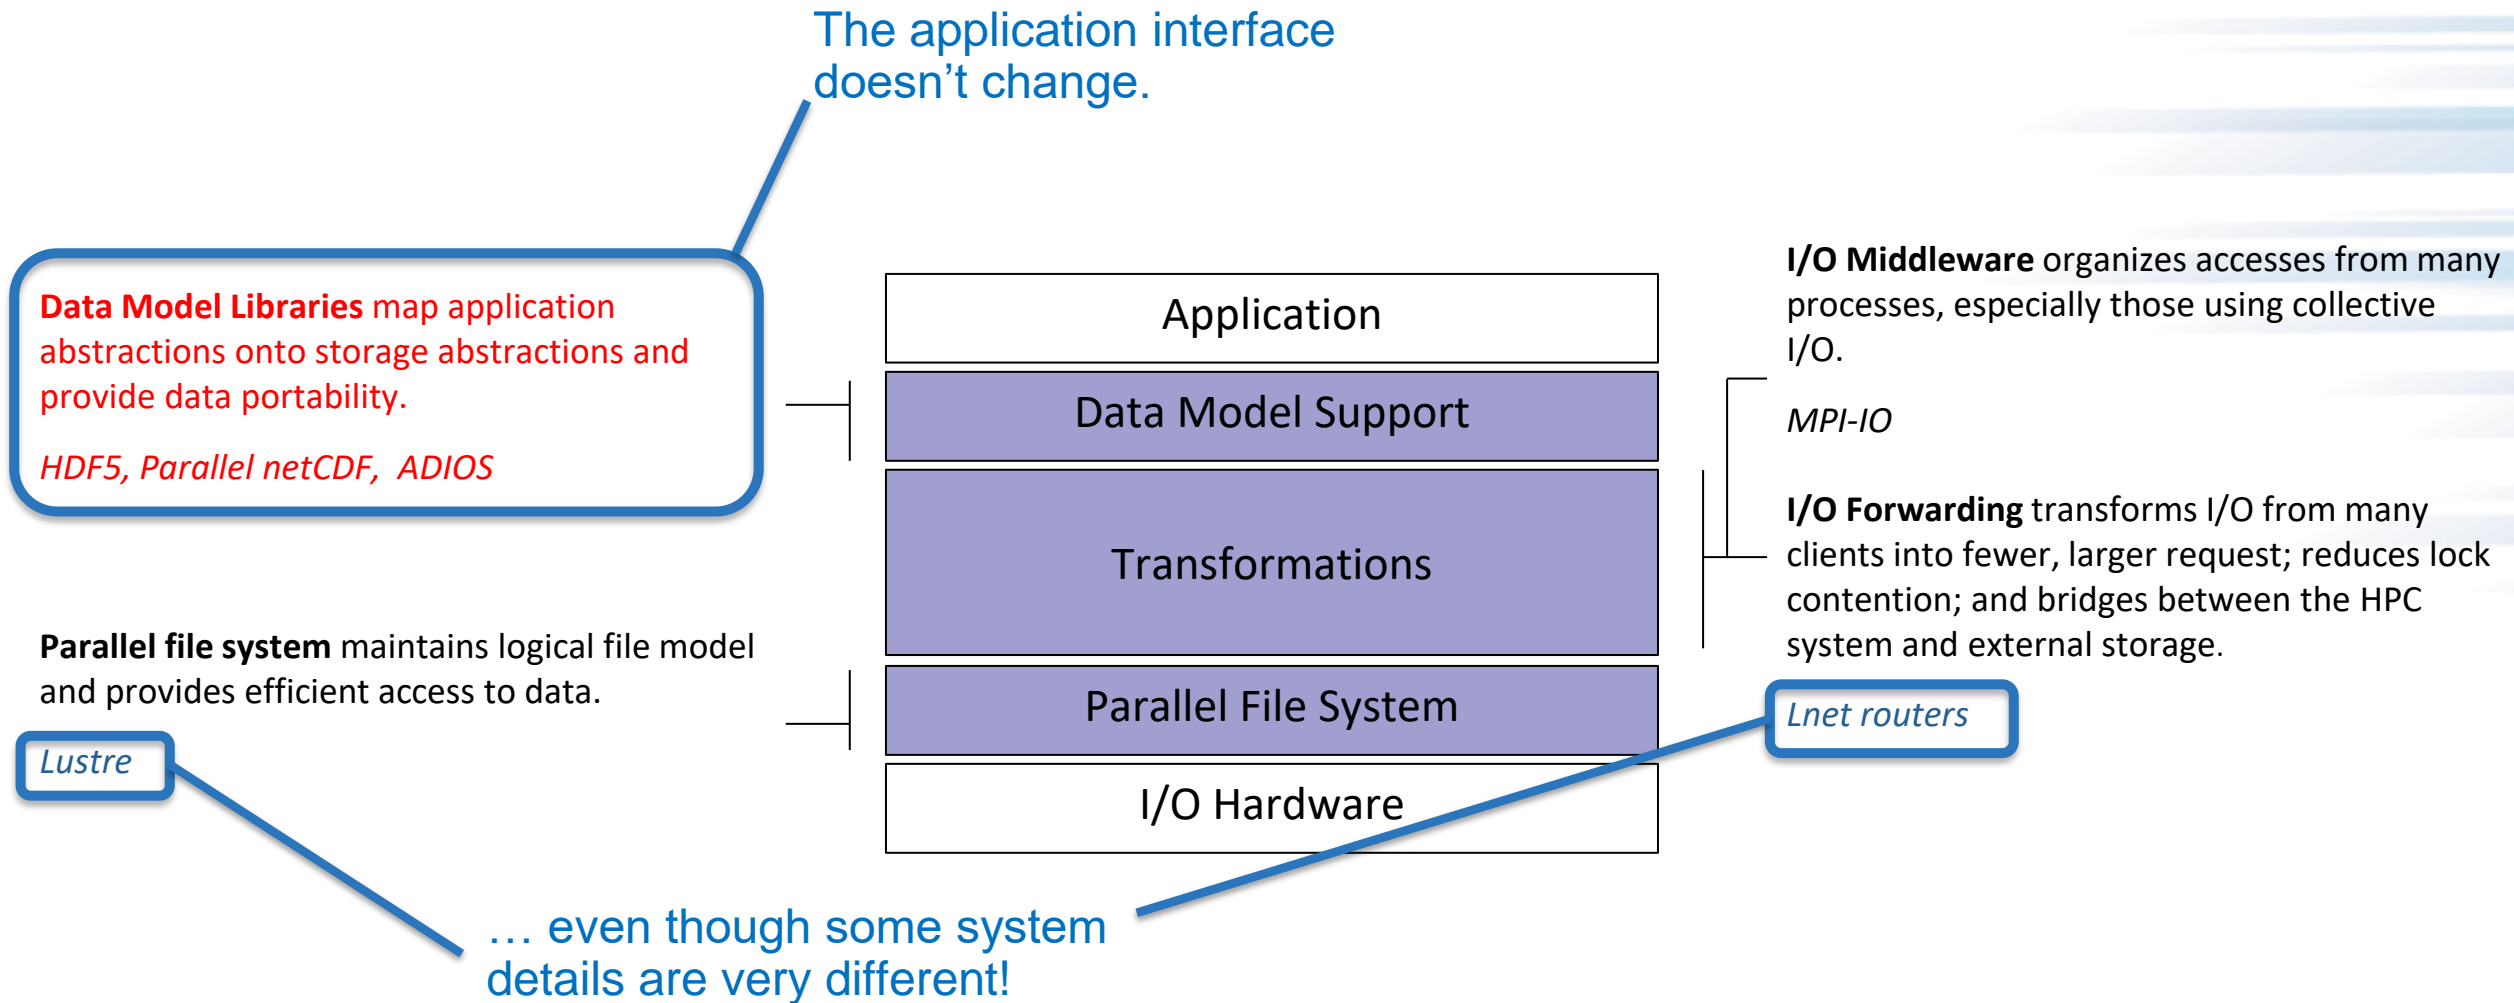 The application interface
doesn’t change.
Data Model Libraries map application
abstractions onto storage abstractions and
provide data portability.
HDF5, Parallel netCDF, ADIOS
Parallel file system maintains logical file model
and provides efficient access to data.
Lustre
Application
Data Model Support
Transformations
Parallel File System
I/O Hardware
I/O Middleware organizes accesses from many
processes, especially those using collective
I/O.
MPI-IO
I/O Forwarding transforms I/O from many
clients into fewer, larger request; reduces lock
contention; and bridges between the HPC
system and external storage.
Lnet routers
… even though some system
details are very different!